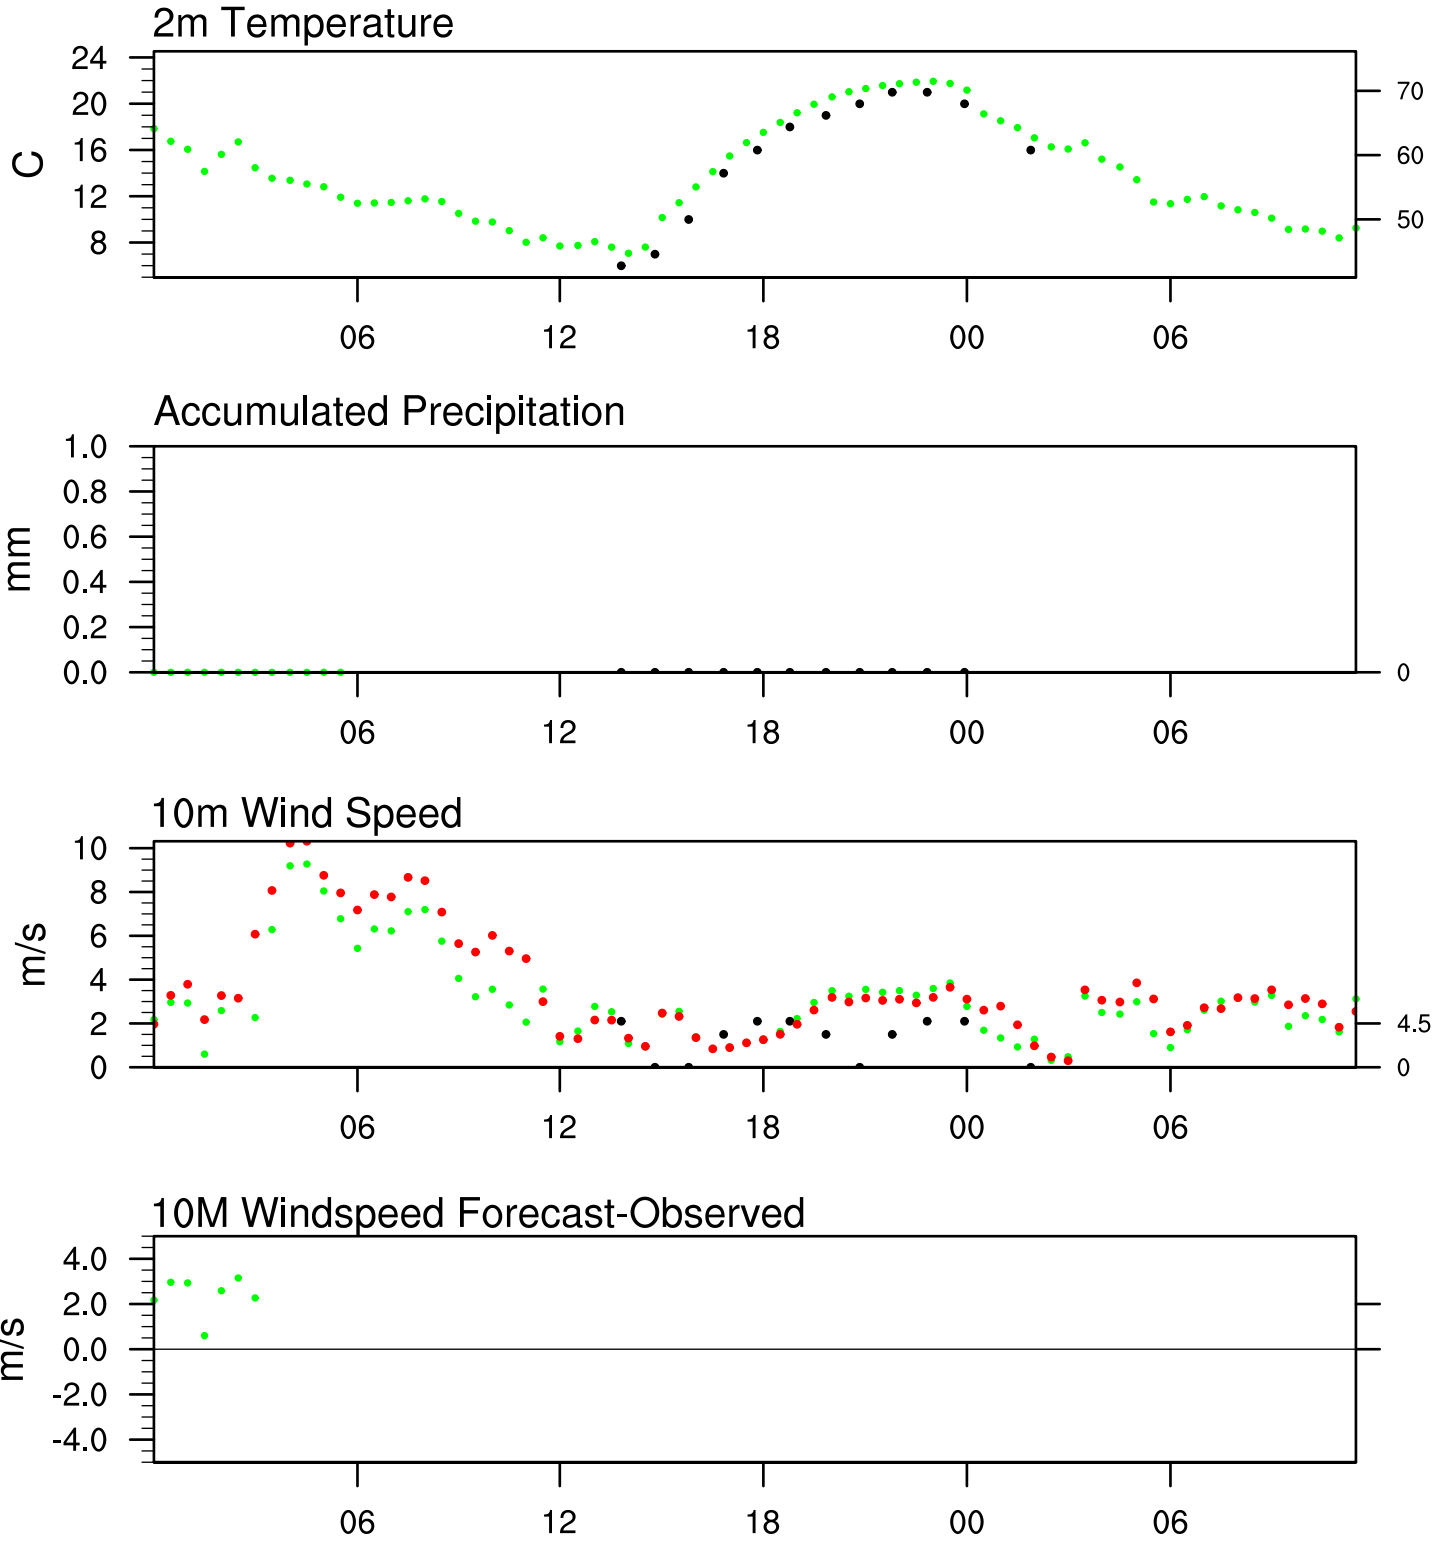 2m Temperature
24
20
16
12
8
C
70
60
50
06 12 18 00 06
Accumulated Precipitation
1.0
0.8
0.6
0.4
0.2
0.0
mm
0
06 12 18 00 06
10m Wind Speed
10
8
6
4
2
0
m/s
4.5
0
06 12 18 00 06
10M Windspeed Forecast-Observed
4.0
2.0
0.0
-2.0
-4.0
m/s
06 12 18 00 06